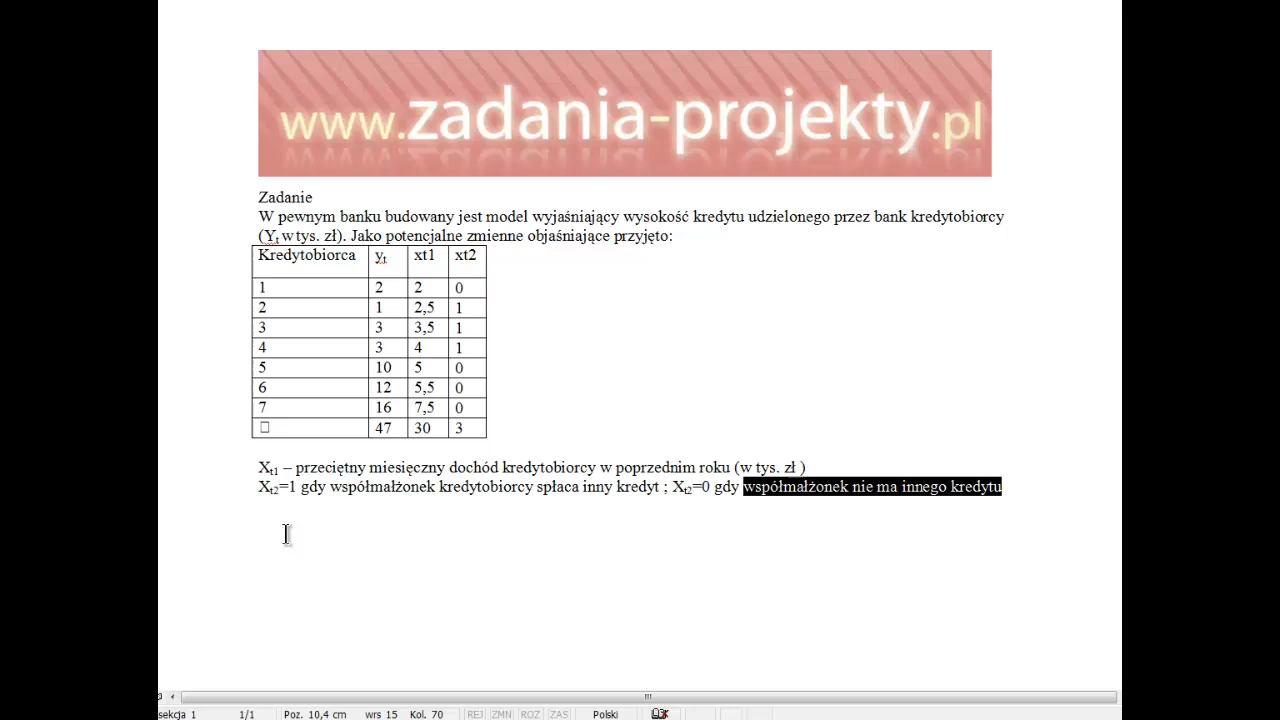 www.zadania-projekty.pl
Zadanie
W pewnym banku budowany jest model wyjaśniający wysokość kredytu udzielonego przez bank kredytobiorcy
(Yt w tys. zł). Jako potencjalne zmienne objaśniające przyjęto:
Kredytobiorca yt xt1 xt2
1 2 2 0
2 1 2,5 1
3 3 3,5 1
4 3 4 1
5 10 5 0
6 12 5,5 0
7 16 7,5 0
47 30 3
Xt1 – przeciętny miesięczny dochód kredytobiorcy w poprzednim roku (w tys. zł )
Xt2=1 gdy współmałżonek kredytobiorcy spłaca inny kredyt ; Xt2=0 gdy współmałżonek nie ma innego kredytu
sekcja 1 1/1 Poz. 10,4 cm wrs 15 Kol. 70 REJ ZMN ROZ ZAS Polski